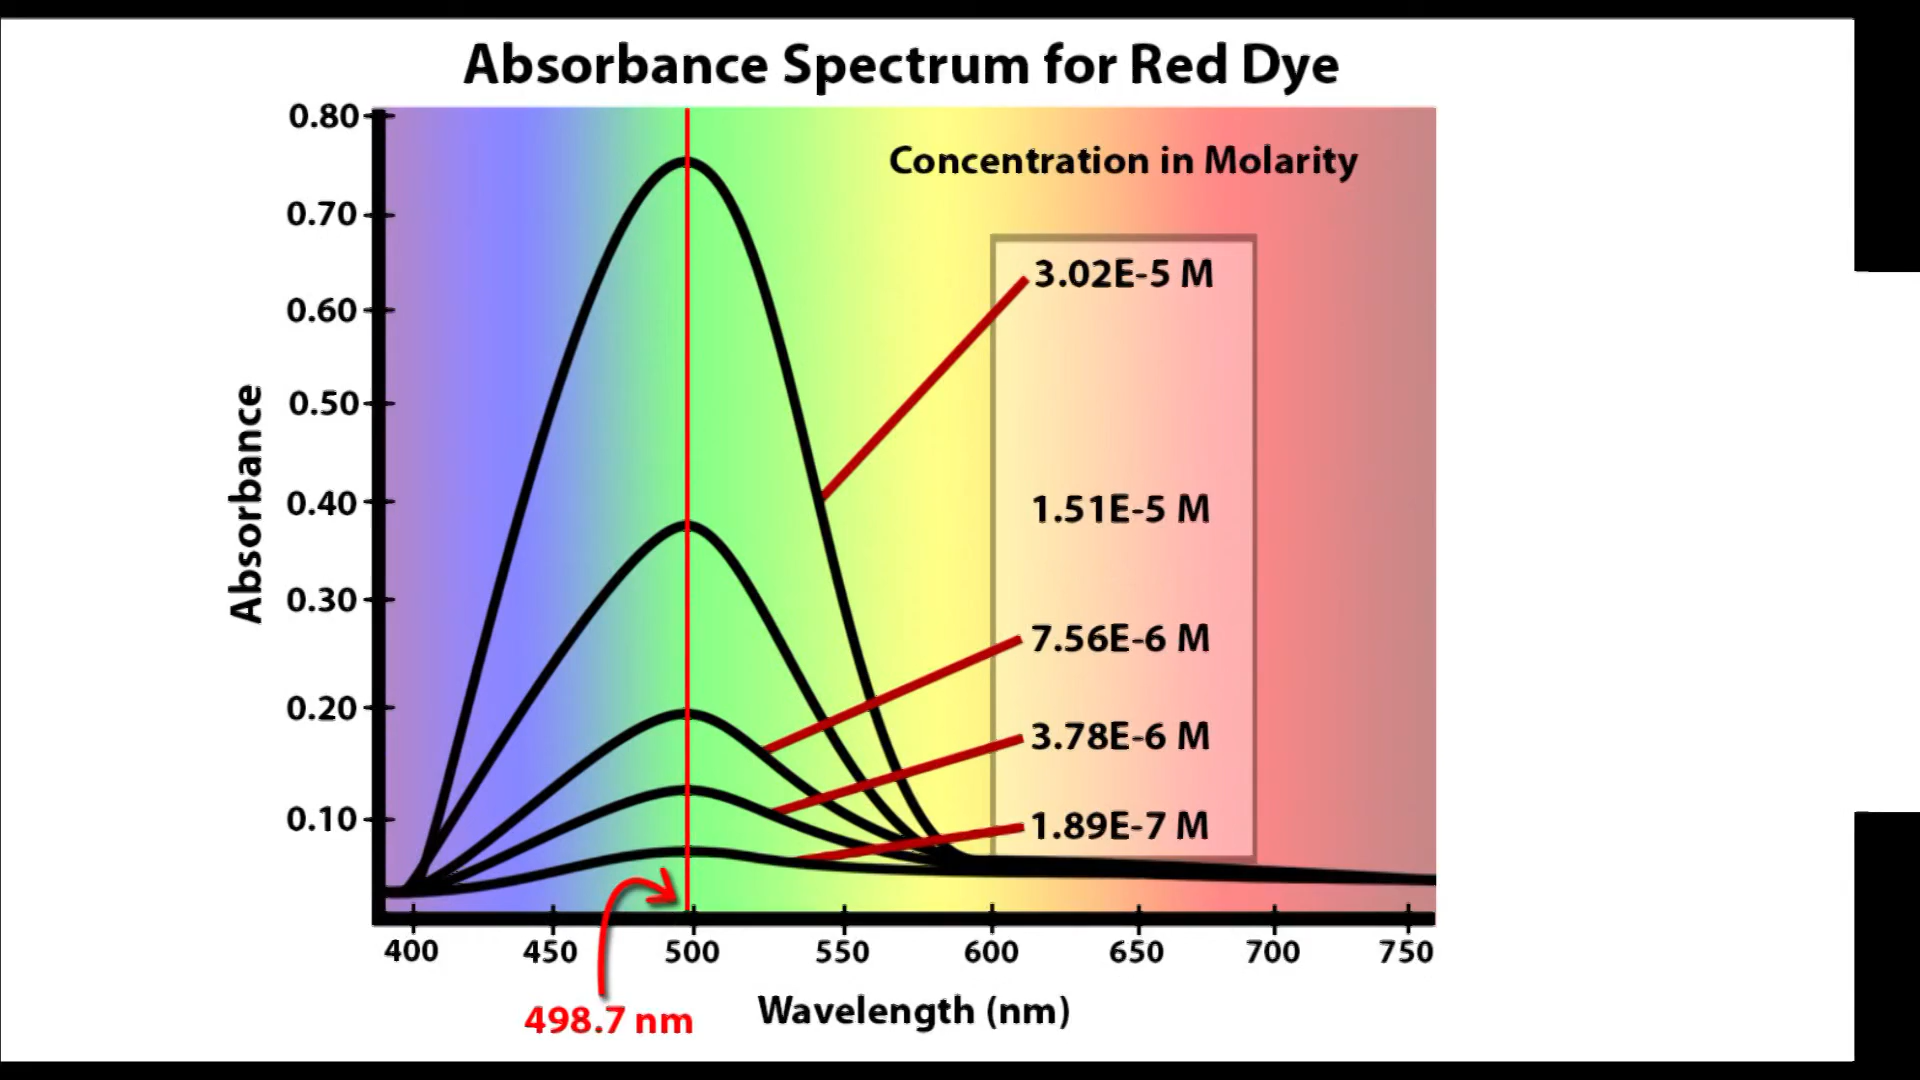 Absorbance Spectrum for Red Dye
0.80
0.70
0.60
0.50
0.40
0.30
0.20
0.10
Absorbance
Concentration in Molarity
3.02E-5 M
1.51E-5 M
7.56E-6 M
3.78E-6 M
1.89E-7 M
400 450 500 550 600 650 700 750
498.7 nm
Wavelength (nm)